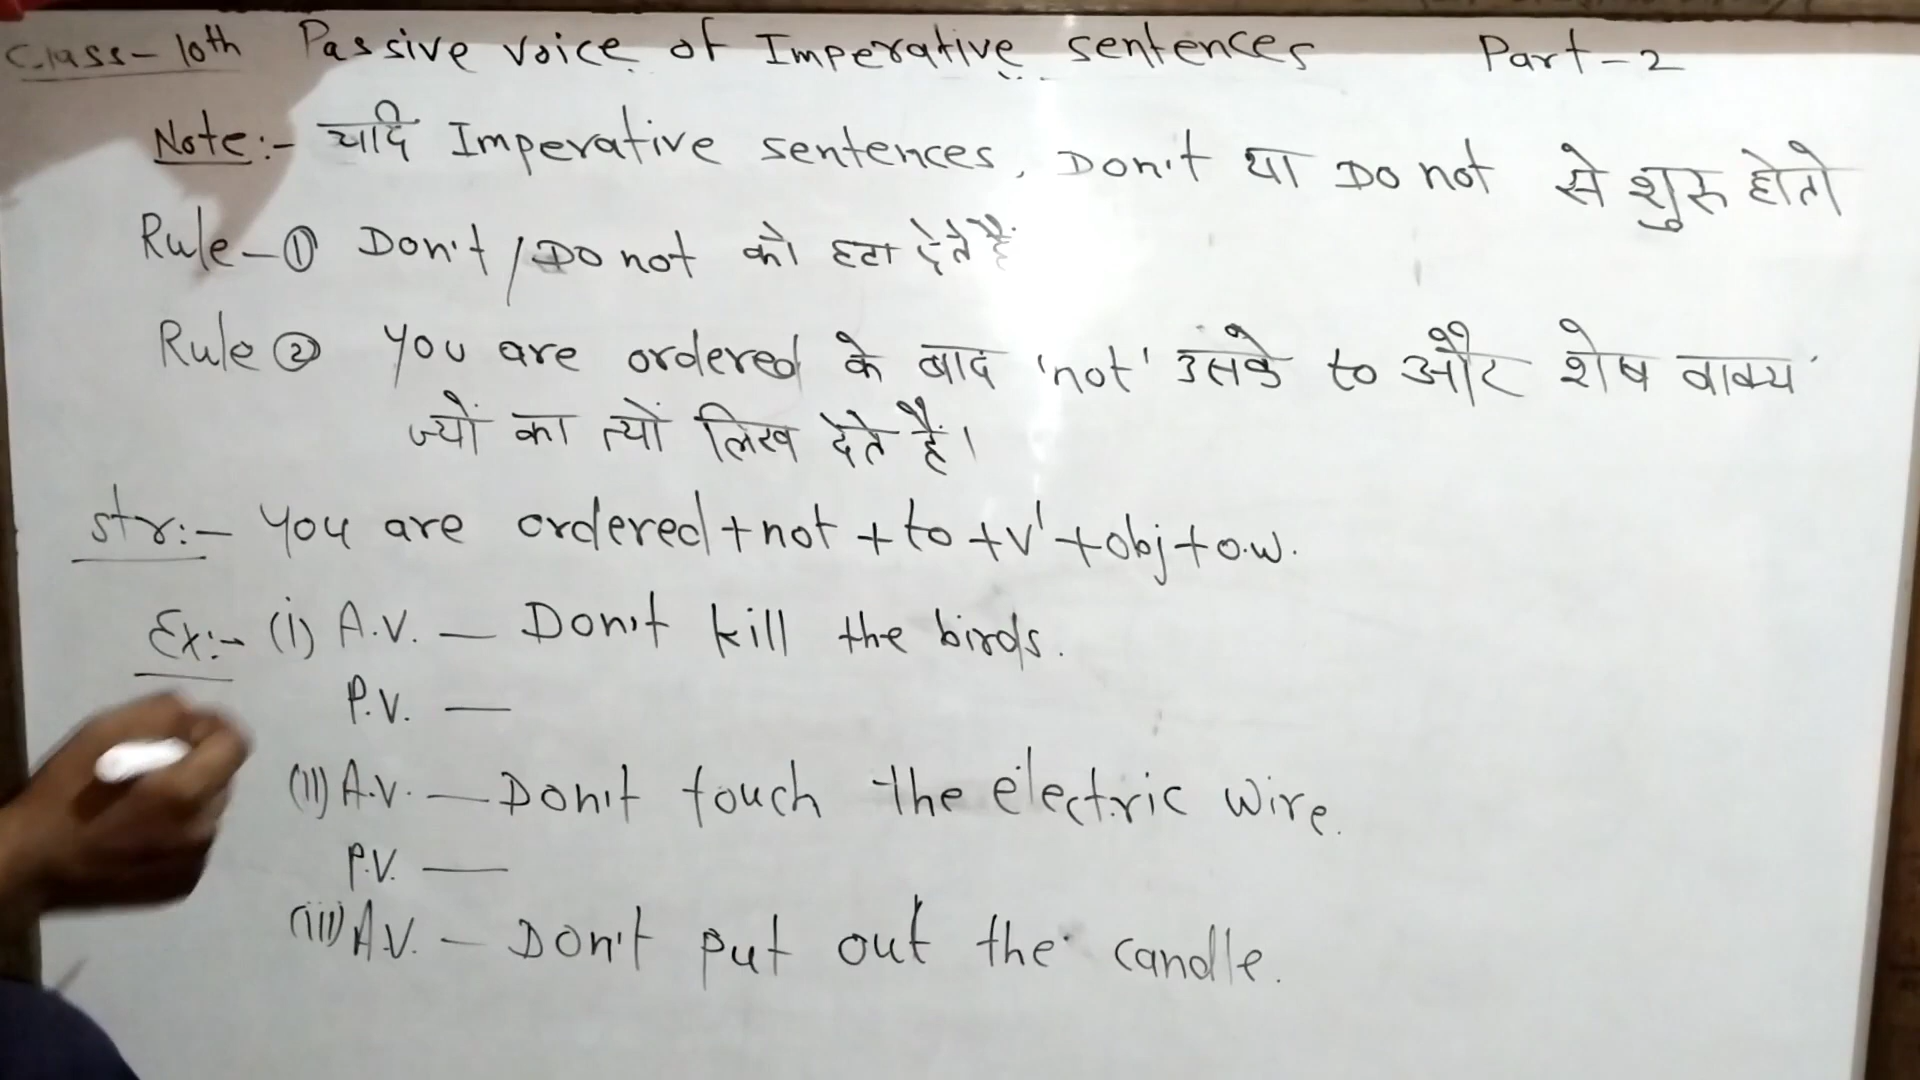 Class-10th Passive voice of Imperative sentences Part-2
Note:- यदि Imperative sentences, Don't या Do not से शुरू हो तो
Rule-① Don't/Do not को हटा देते हैं
Rule ② You are ordered के बाद 'not' उसके to और शेष वाक्य
ज्यों का त्यों लिख देते हैं।
Str:- You are ordered+not+to+V¹+obj+o.w.
Ex:- (i) A.V. — Don't kill the birds.
P.V. —
(ii) A.V. — Don't touch the electric wire.
P.V. —
(iii) A.V. — Don't put out the candle.